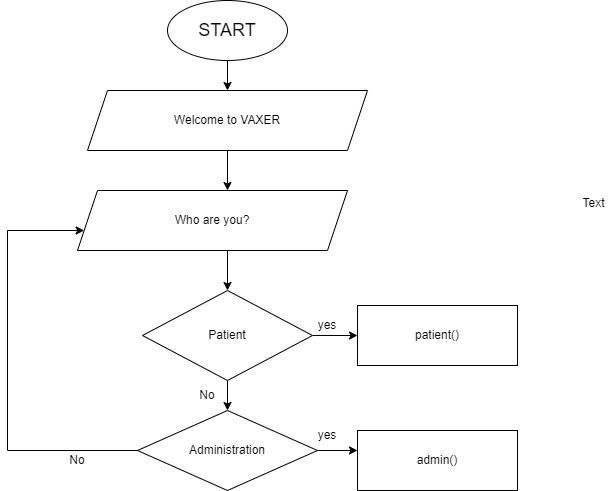 START
Welcome to VAXER
Who are you?
Text
Patient
yes
patient()
No
Administration
yes
admin()
No